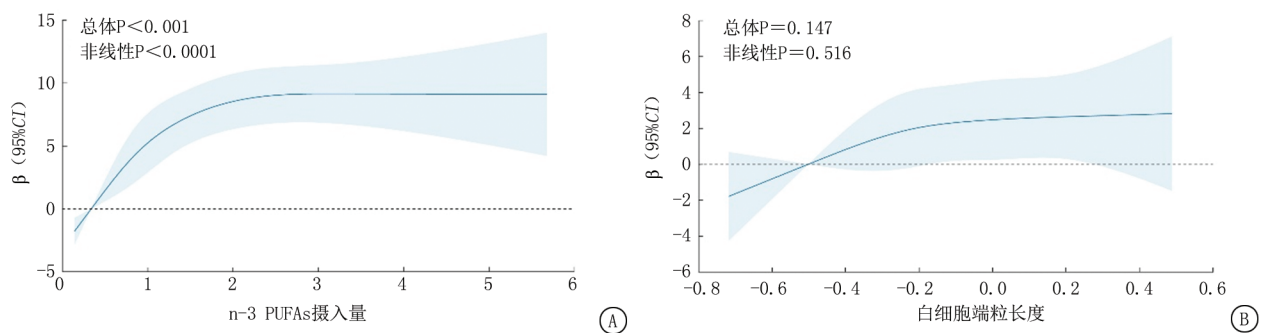 总体P＜0.001
非线性P＜0.0001
15
10
5
0
−5
β（95%CI）
0 1 2 3 4 5 6
n-3 PUFAs摄入量
A
总体P＝0.147
非线性P＝0.516
8
6
4
2
0
−2
−4
−6
β（95%CI）
−0.8 −0.6 −0.4 −0.2 0.0 0.2 0.4 0.6
白细胞端粒长度
B